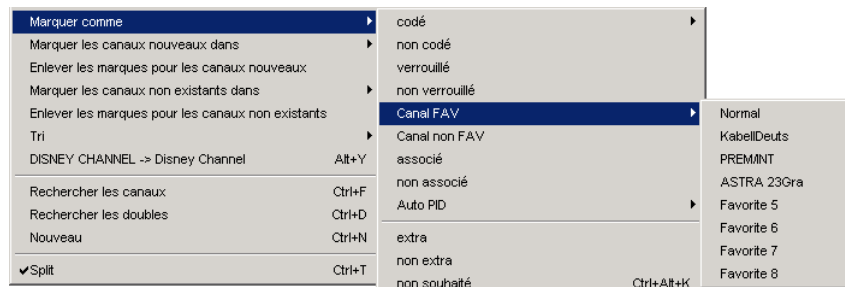 Marquer comme
Marquer les canaux nouveaux dans
Enlever les marques pour les canaux nouveaux
Marquer les canaux non existants dans
Enlever les marques pour les canaux non existants
Tri
DISNEY CHANNEL -> Disney Channel Alt+Y
Rechercher les canaux Ctrl+F
Rechercher les doubles Ctrl+D
Nouveau Ctrl+N
Split Ctrl+T
codé
non codé
verrouillé
non verrouillé
Canal FAV
Canal non FAV
associé
non associé
Auto PID
extra
non extra
non souhaité Ctrl+Alt+K
Normal
KabellDeuts
PREM/INT
ASTRA 23Gra
Favorite 5
Favorite 6
Favorite 7
Favorite 8